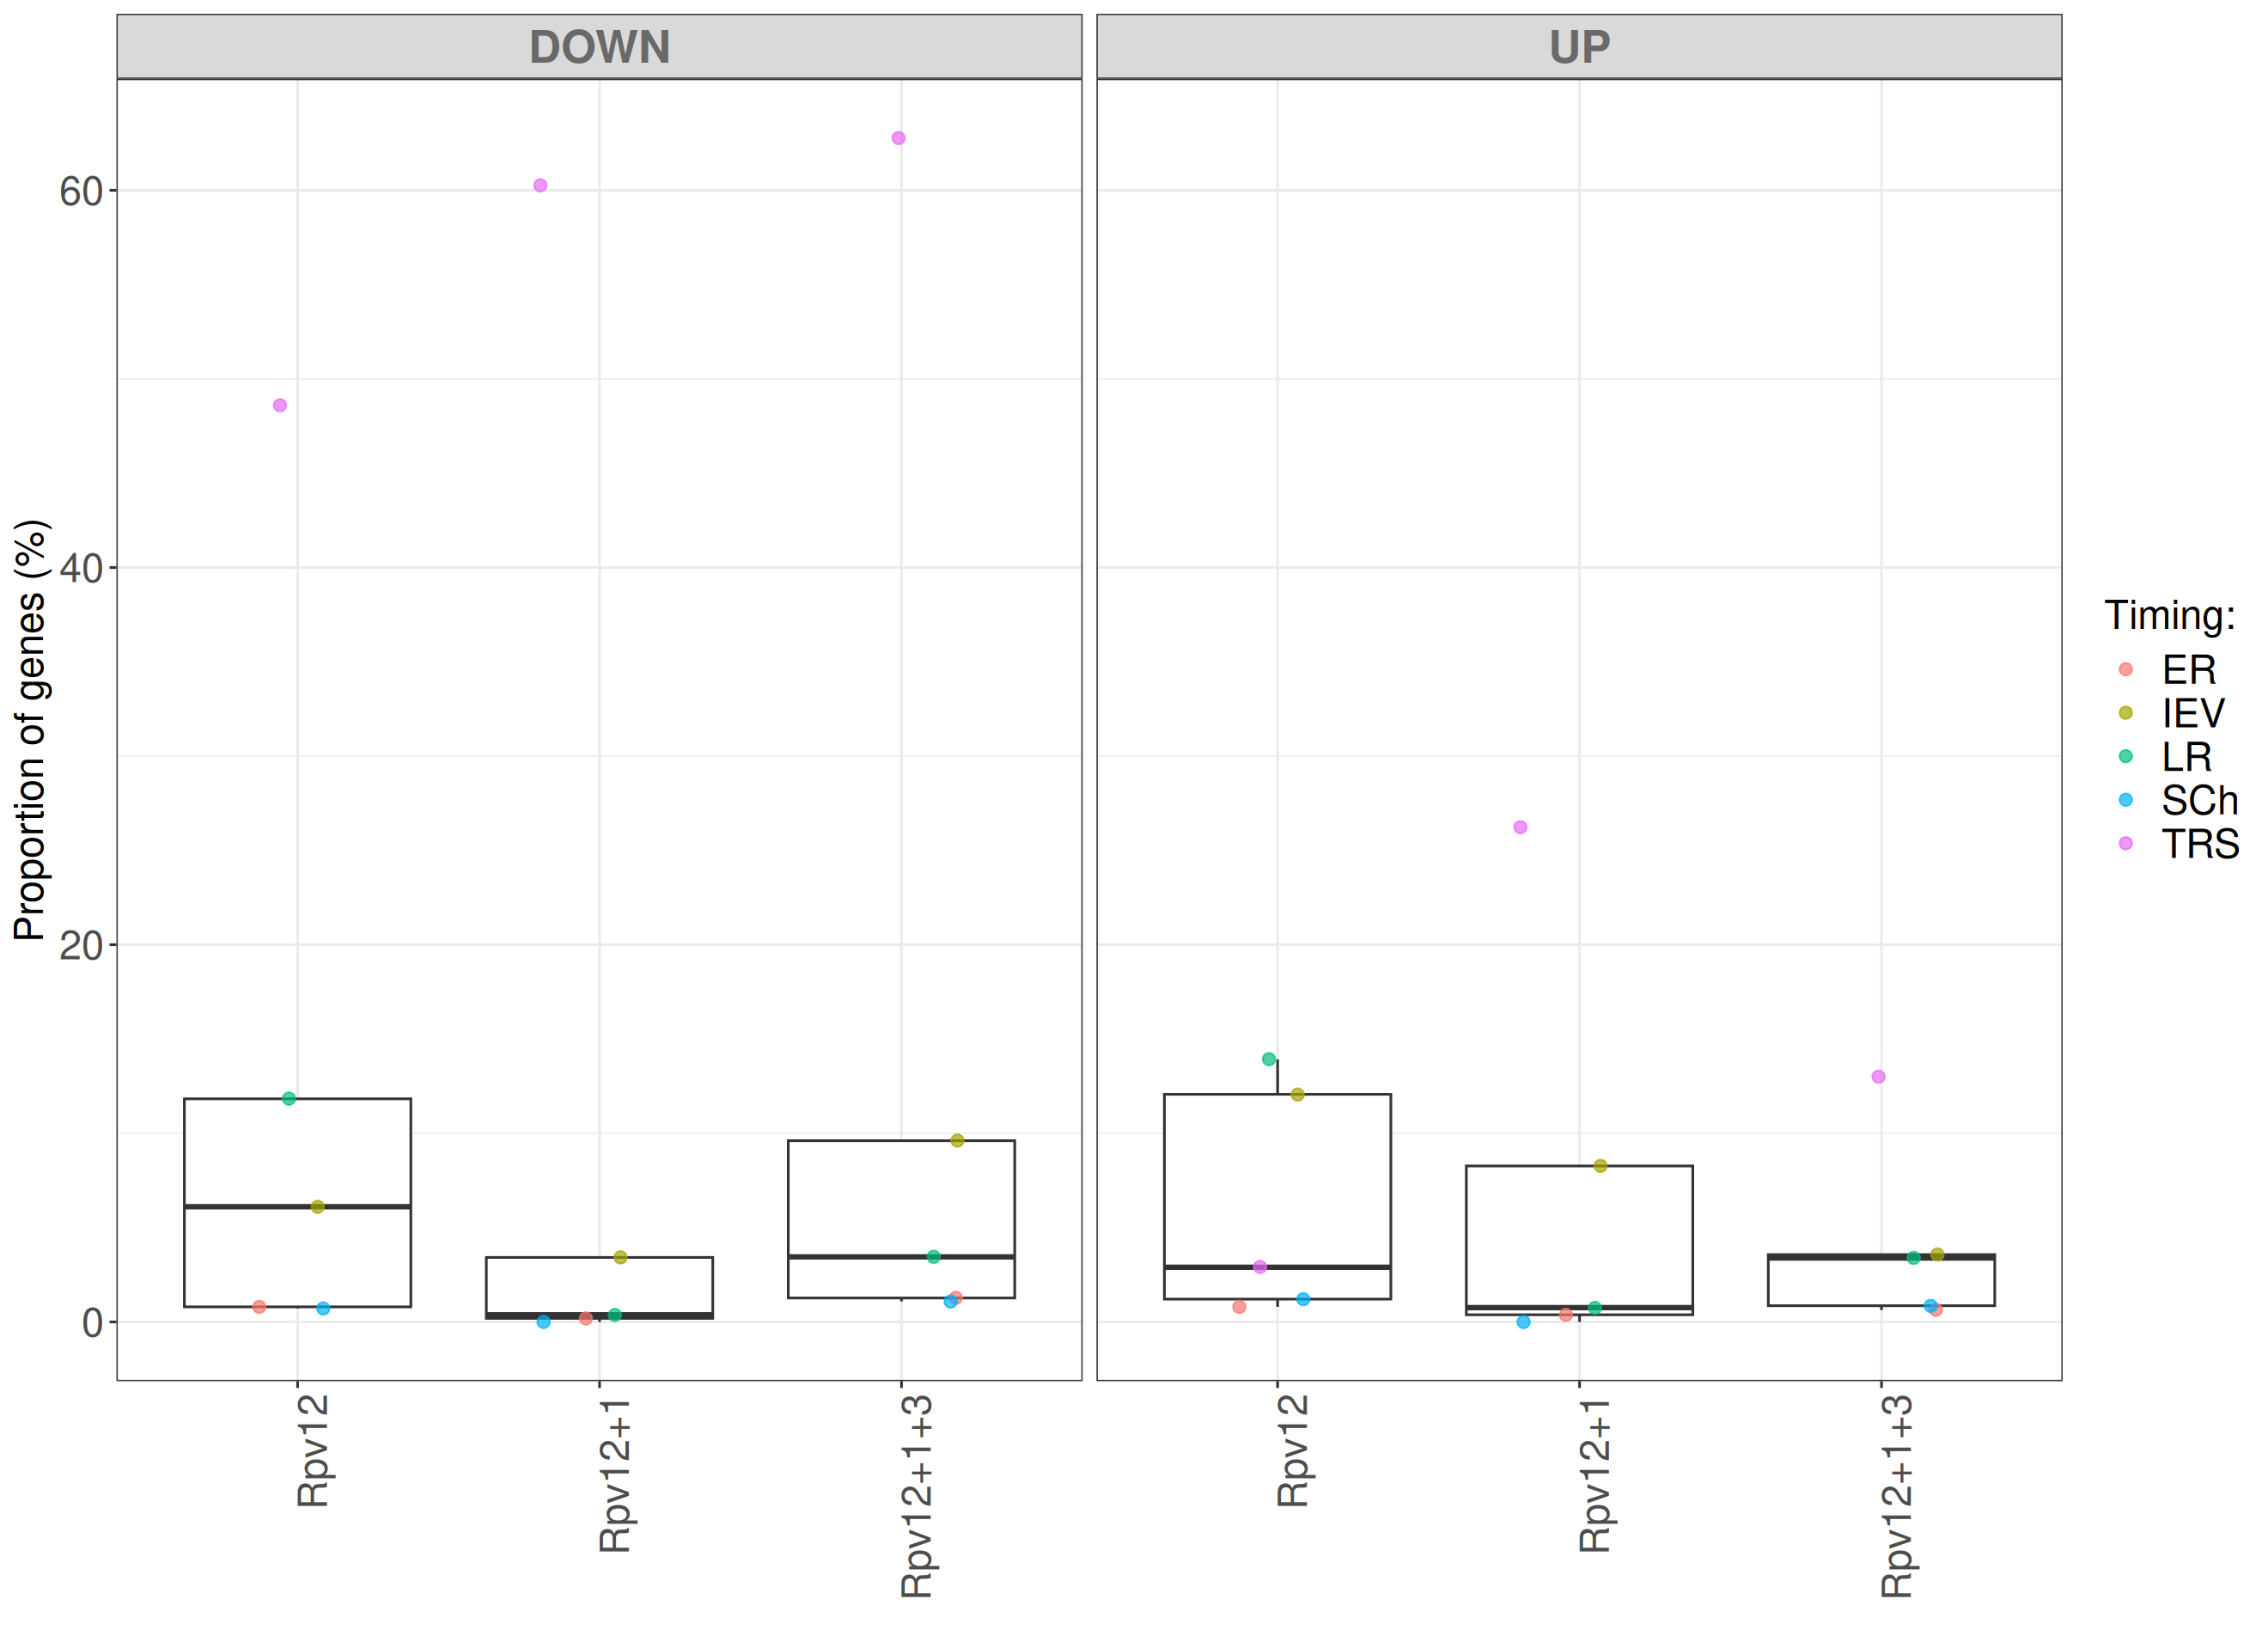 DOWN
UP
Proportion of genes (%)
60
40
20
0
Rpv12
Rpv12+1
Rpv12+1+3
Rpv12
Rpv12+1
Rpv12+1+3
Timing:
ER
IEV
LR
SCh
TRS